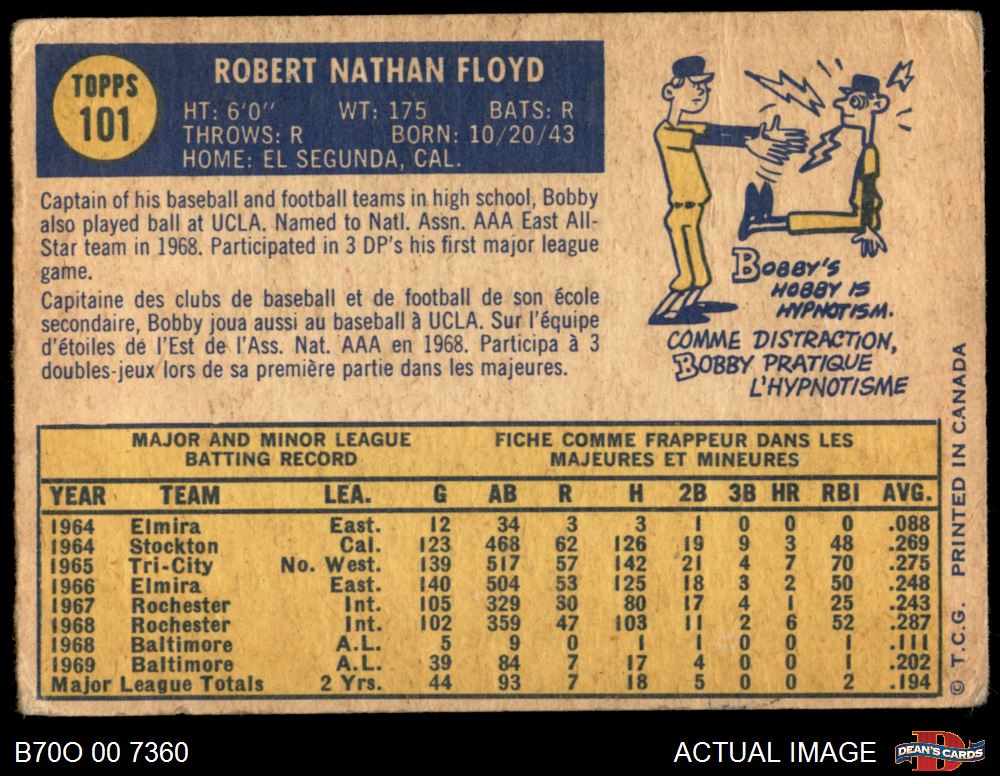 TOPPS
101
ROBERT NATHAN FLOYD
HT: 6'0" WT: 175 BATS: R
THROWS: R BORN: 10/20/43
HOME: EL SEGUNDA, CAL.
Captain of his baseball and football teams in high school, Bobby
also played ball at UCLA. Named to Natl. Assn. AAA East All-
Star team in 1968. Participated in 3 DP's his first major league
game.
Capitaine des clubs de baseball et de football de son école
secondaire, Bobby joua aussi au baseball à UCLA. Sur l'équipe
d'étoiles de l'Est de l'Ass. Nat. AAA en 1968. Participa à 3
doubles-jeux lors de sa première partie dans les majeures.
BOBBY'S
HOBBY IS
HYPNOTISM.
COMME DISTRACTION,
BOBBY PRATIQUE
L'HYPNOTISME
MAJOR AND MINOR LEAGUE FICHE COMME FRAPPEUR DANS LES
BATTING RECORD MAJEURES ET MINEURES
YEAR TEAM LEA. G AB R H 2B 3B HR RBI AVG.
1964 Elmira East. 12 34 3 3 1 0 0 0 .088
1964 Stockton Cal. 123 468 62 126 19 9 3 48 .269
1965 Tri-City No. West. 139 517 57 142 21 4 7 70 .275
1966 Elmira East. 140 504 53 125 18 3 2 50 .248
1967 Rochester Int. 105 329 30 80 17 4 1 25 .243
1968 Rochester Int. 102 359 47 103 11 2 6 52 .287
1968 Baltimore A.L. 5 9 0 1 1 0 0 1 .111
1969 Baltimore A.L. 39 84 7 17 4 0 0 1 .202
Major League Totals 2 Yrs. 44 93 7 18 5 0 0 2 .194
© T.C.G. PRINTED IN CANADA
B70O 00 7360
ACTUAL IMAGE
DEAN'S CARDS